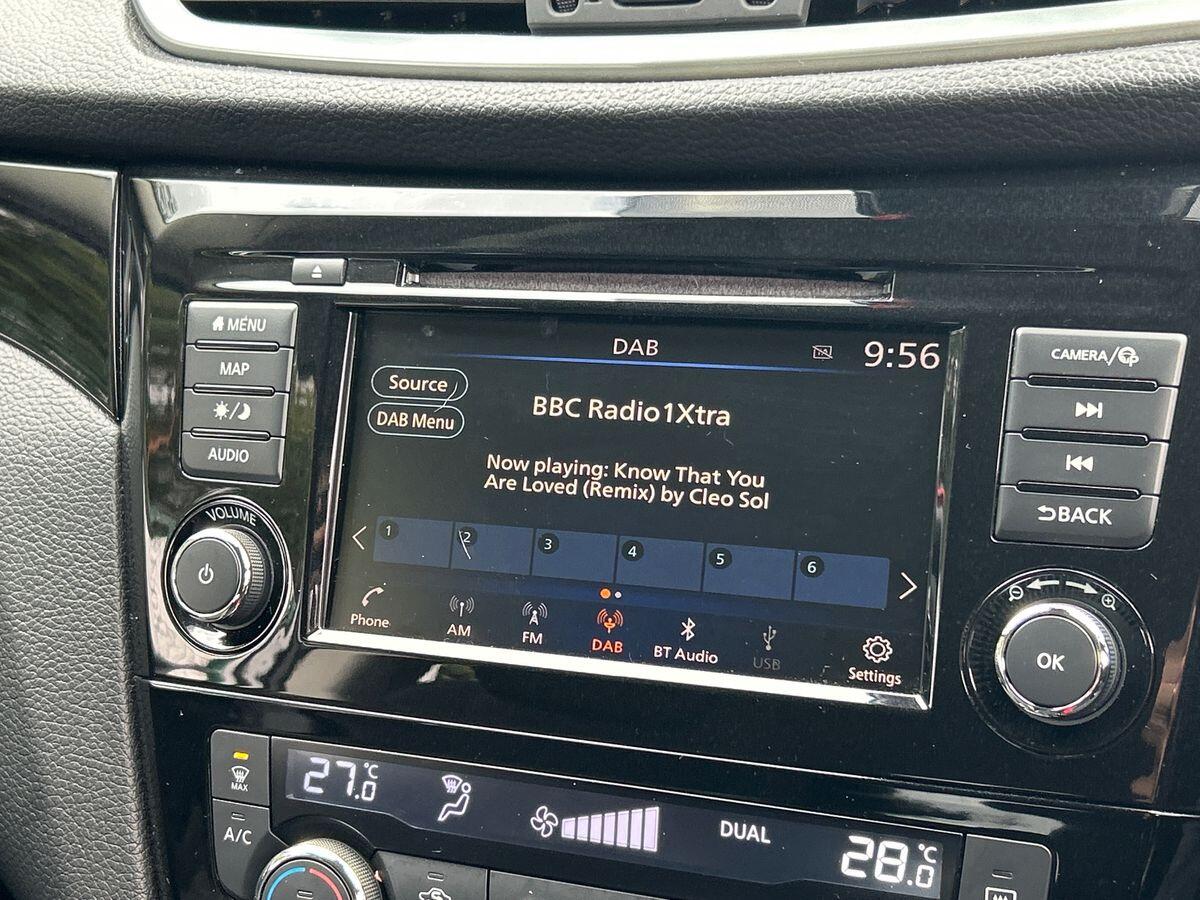 MENU
MAP
AUDIO
VOLUME
DAB
9:56
Source
DAB Menu
BBC Radio1Xtra
Now playing: Know That You
Are Loved (Remix) by Cleo Sol
1 2 3 4 5 6
Phone AM FM DAB BT Audio USB Settings
CAMERA/
BACK
OK
MAX
A/C
27.0°C
DUAL
28.0°C